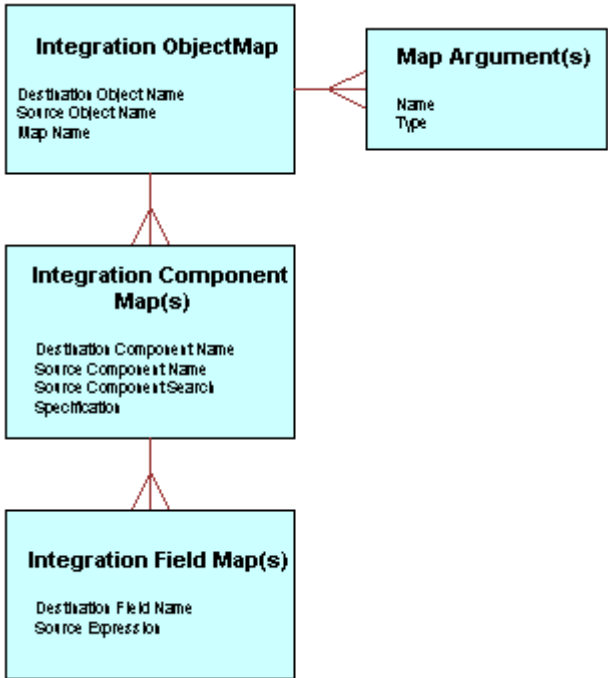 Integration ObjectMap
Destination Object Name
Source Object Name
Map Name
Map Argument(s)
Name
Type
Integration Component
Map(s)
Destination Component Name
Source Component Name
Source Component Search
Specification
Integration Field Map(s)
Destination Field Name
Source Expression